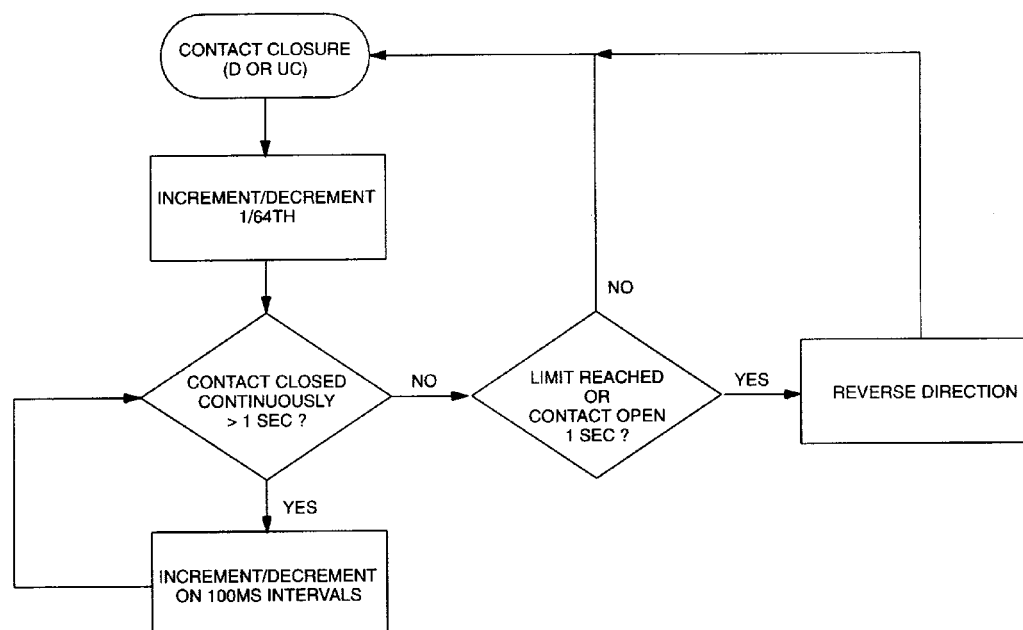 CONTACT CLOSURE
(D OR UC)
INCREMENT/DECREMENT
1/64TH
CONTACT CLOSED
CONTINUOUSLY
> 1 SEC ?
NO
YES
INCREMENT/DECREMENT
ON 100MS INTERVALS
LIMIT REACHED
OR
CONTACT OPEN
1 SEC ?
NO
YES
REVERSE DIRECTION